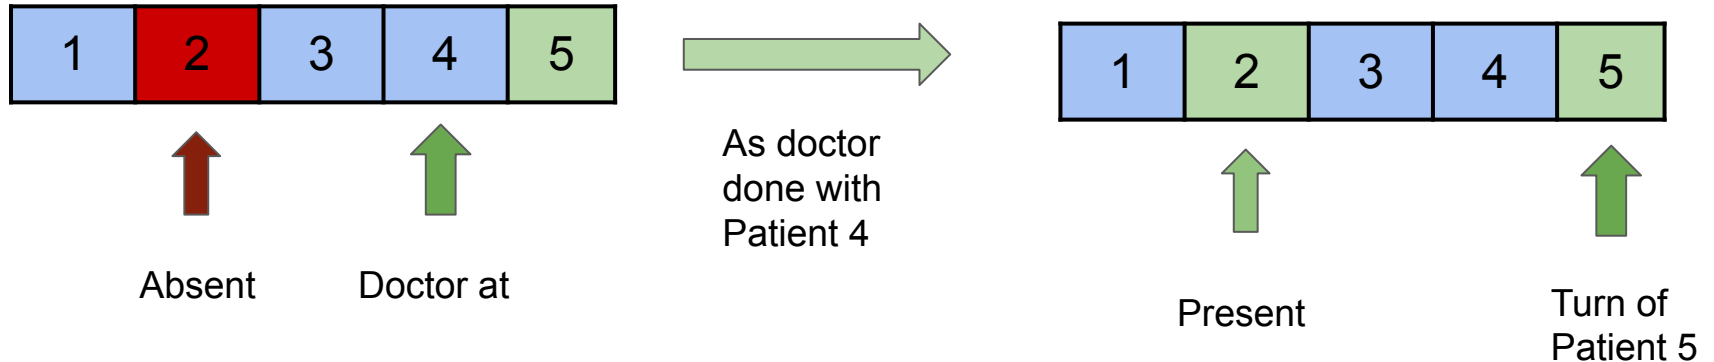 1 2 3 4 5
1 2 3 4 5
As doctor
done with
Patient 4
Absent
Doctor at
Present
Turn of
Patient 5